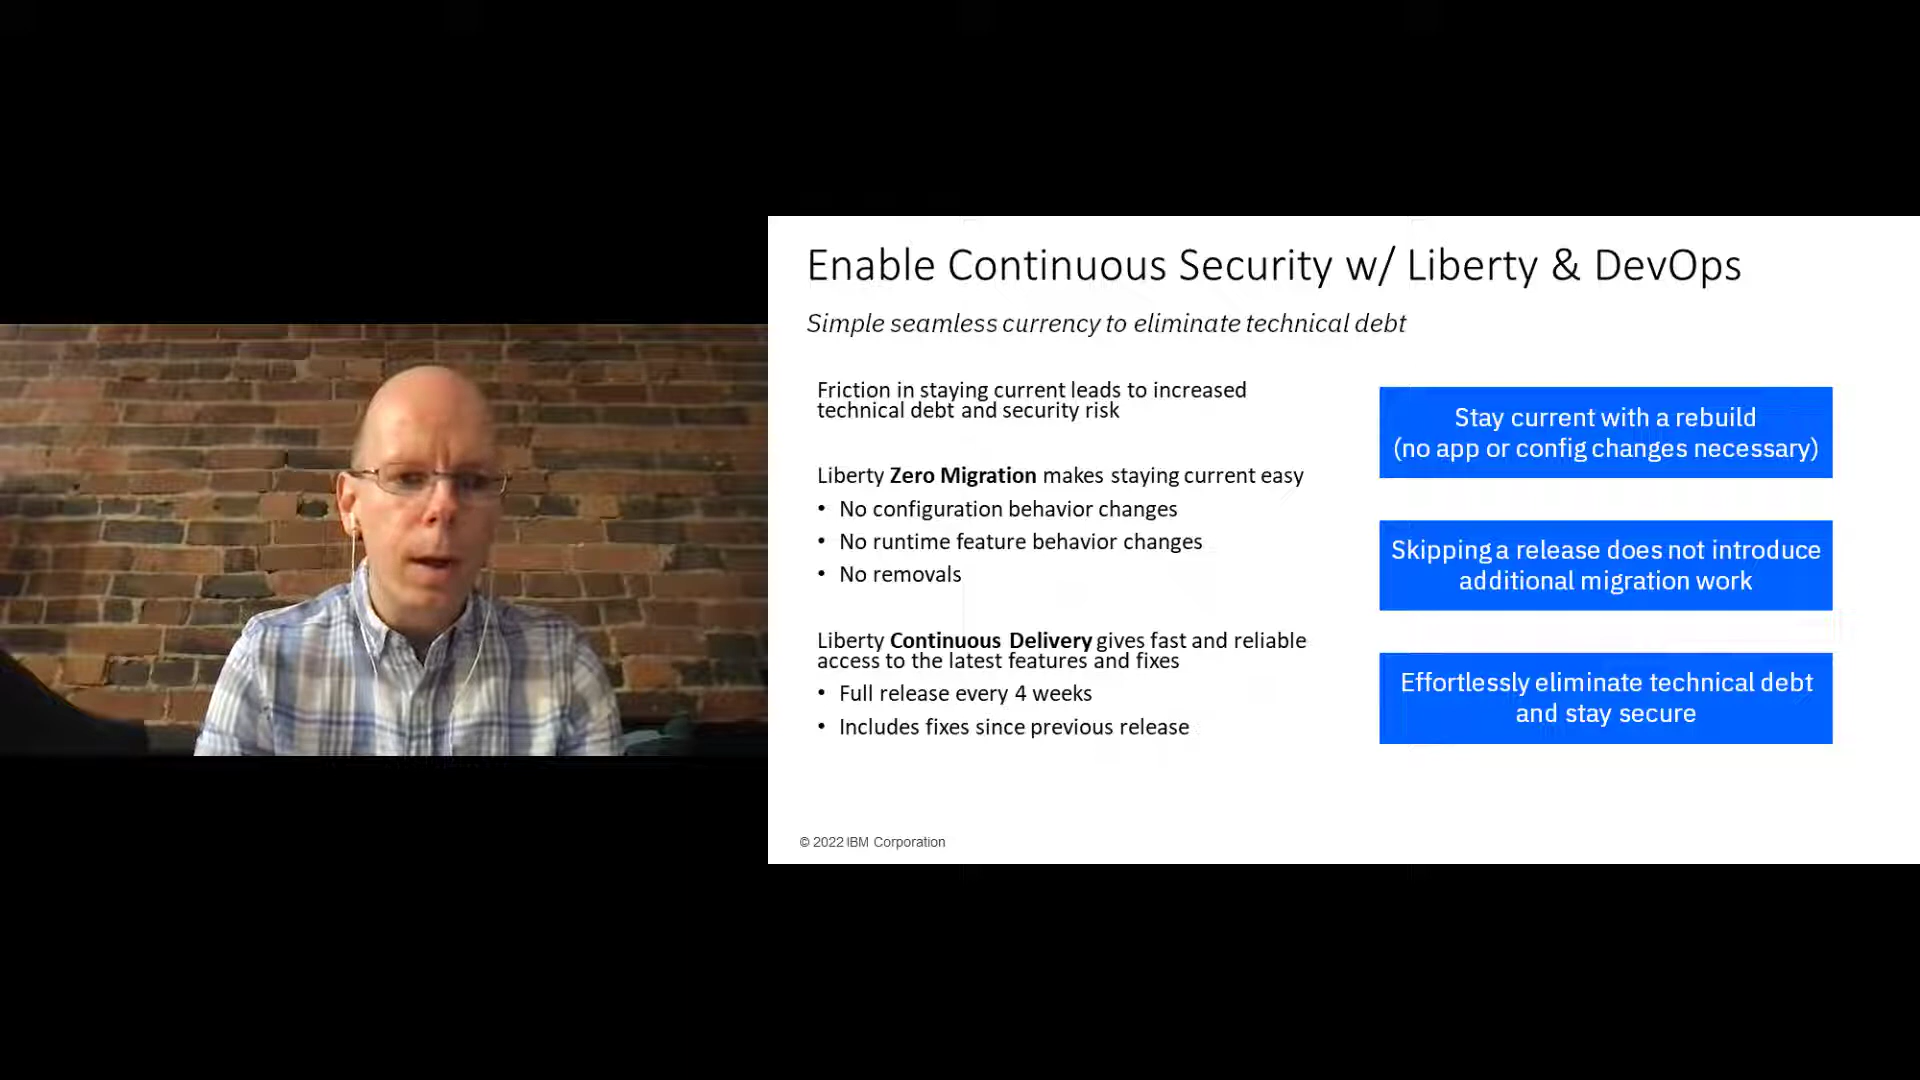 Enable Continuous Security w/ Liberty & DevOps
Simple seamless currency to eliminate technical debt
Friction in staying current leads to increased
technical debt and security risk
Liberty Zero Migration makes staying current easy
• No configuration behavior changes
• No runtime feature behavior changes
• No removals
Liberty Continuous Delivery gives fast and reliable
access to the latest features and fixes
• Full release every 4 weeks
• Includes fixes since previous release
Stay current with a rebuild
(no app or config changes necessary)
Skipping a release does not introduce
additional migration work
Effortlessly eliminate technical debt
and stay secure
© 2022 IBM Corporation